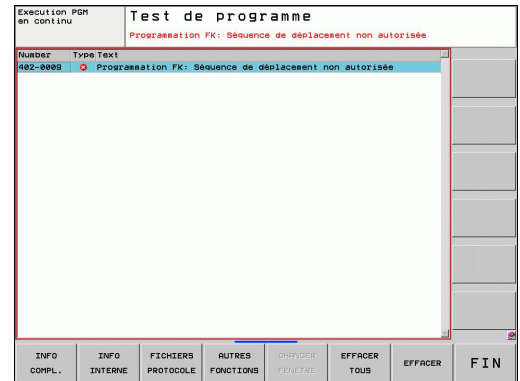 Execution PGM
en continu
Test de programme
Programmation FK: Séquence de déplacement non autorisée
Number Type Text
402-0009 Programmation FK: Séquence de déplacement non autorisée
INFO COMPL.
INFO INTERNE
FICHIERS PROTOCOLE
AUTRES FONCTIONS
CHANGER FENETRE
EFFACER TOUS
EFFACER
FIN